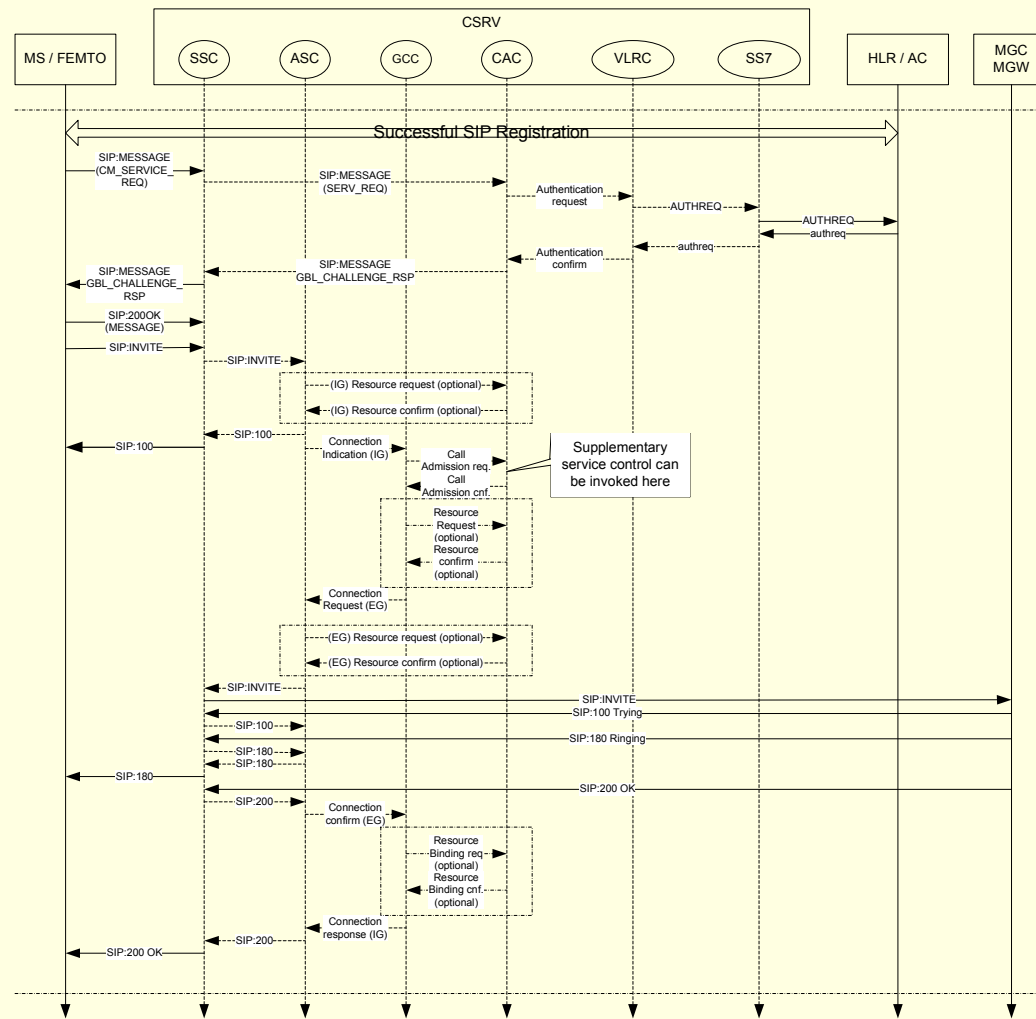 CSRV
MS / FEMTO
SSC
ASC
GCC
CAC
VLRC
SS7
HLR / AC
MGC
MGW
Successful SIP Registration
SIP:MESSAGE
(CM_SERVICE_
REQ)
SIP:MESSAGE
(SERV_REQ)
Authentication
request
AUTHREQ
AUTHREQ
authreq
authreq
Authentication
confirm
SIP:MESSAGE
GBL_CHALLENGE_RSP
SIP:MESSAGE
GBL_CHALLENGE_
RSP
SIP:200OK
(MESSAGE)
SIP:INVITE
SIP:INVITE
(IG) Resource request (optional)
(IG) Resource confirm (optional)
SIP:100
SIP:100
Connection
Indication (IG)
Call
Admission req.
Call
Admission cnf.
Supplementary
service control can
be invoked here
Resource
Request
(optional)
Resource
confirm
(optional)
Connection
Request (EG)
(EG) Resource request (optional)
(EG) Resource confirm (optional)
SIP:INVITE
SIP:INVITE
SIP:100 Trying
SIP:100
SIP:180 Ringing
SIP:180
SIP:180
SIP:180
SIP:200 OK
SIP:200
Connection
confirm (EG)
Resource
Binding req
(optional)
Resource
Binding cnf.
(optional)
Connection
response (IG)
SIP:200
SIP:200 OK